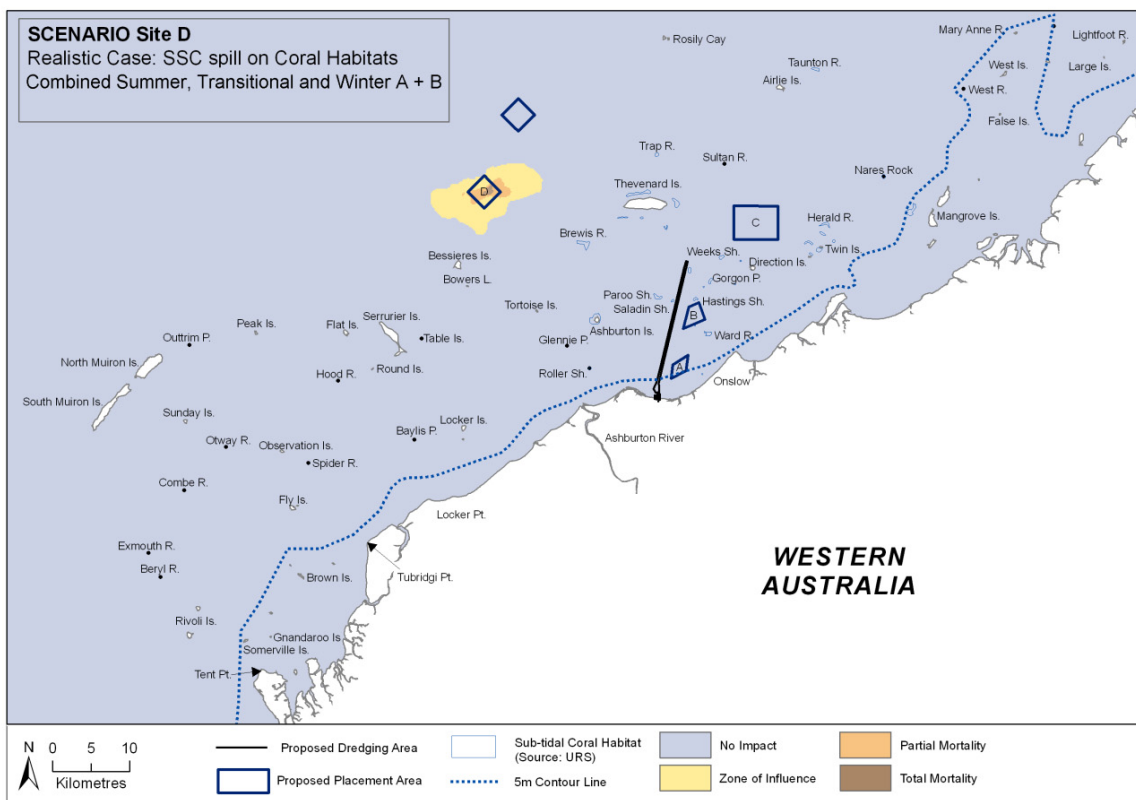 SCENARIO Site D
Realistic Case: SSC spill on Coral Habitats
Combined Summer, Transitional and Winter A + B
Mary Anne R.
Lightfoot R.
Rosily Cay
Taunton R.
West Is.
Large Is.
Airlie Is.
West R.
False Is.
Trap R.
Sultan R.
Nares Rock
Thevenard Is.
D
C
Herald R.
Mangrove Is.
Brewis R.
Twin Is.
Weeks Sh.
Direction Is.
Bessieres Is.
Bowers L.
Gorgon P.
Paroo Sh.
Hastings Sh.
Saladin Sh.
Tortoise Is.
B
Serrurier Is.
Peak Is.
Flat Is.
Ashburton Is.
Ward R.
Outtrim P.
Table Is.
Glennie P.
North Muiron Is.
Round Is.
Roller Sh.
A
Hood R.
Onslow
South Muiron Is.
Sunday Is.
Locker Is.
Baylis P.
Otway R.
Observation Is.
Ashburton River
Spider R.
Combe R.
Fly Is.
Locker Pt.
Exmouth R.
WESTERN
AUSTRALIA
Beryl R.
Brown Is.
Tubridgi Pt.
Rivoli Is.
Gnandaroo Is.
Somerville Is.
Tent Pt.
N
0 5 10
Kilometres
Proposed Dredging Area
Proposed Placement Area
Sub-tidal Coral Habitat
(Source: URS)
5m Contour Line
No Impact
Zone of Influence
Partial Mortality
Total Mortality